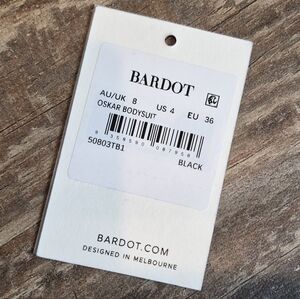 BARDOT
AU/UK 8 US 4 EU 36
OSKAR BODYSUIT
50803TB1
BLACK
BARDOT.COM
DESIGNED IN MELBOURNE